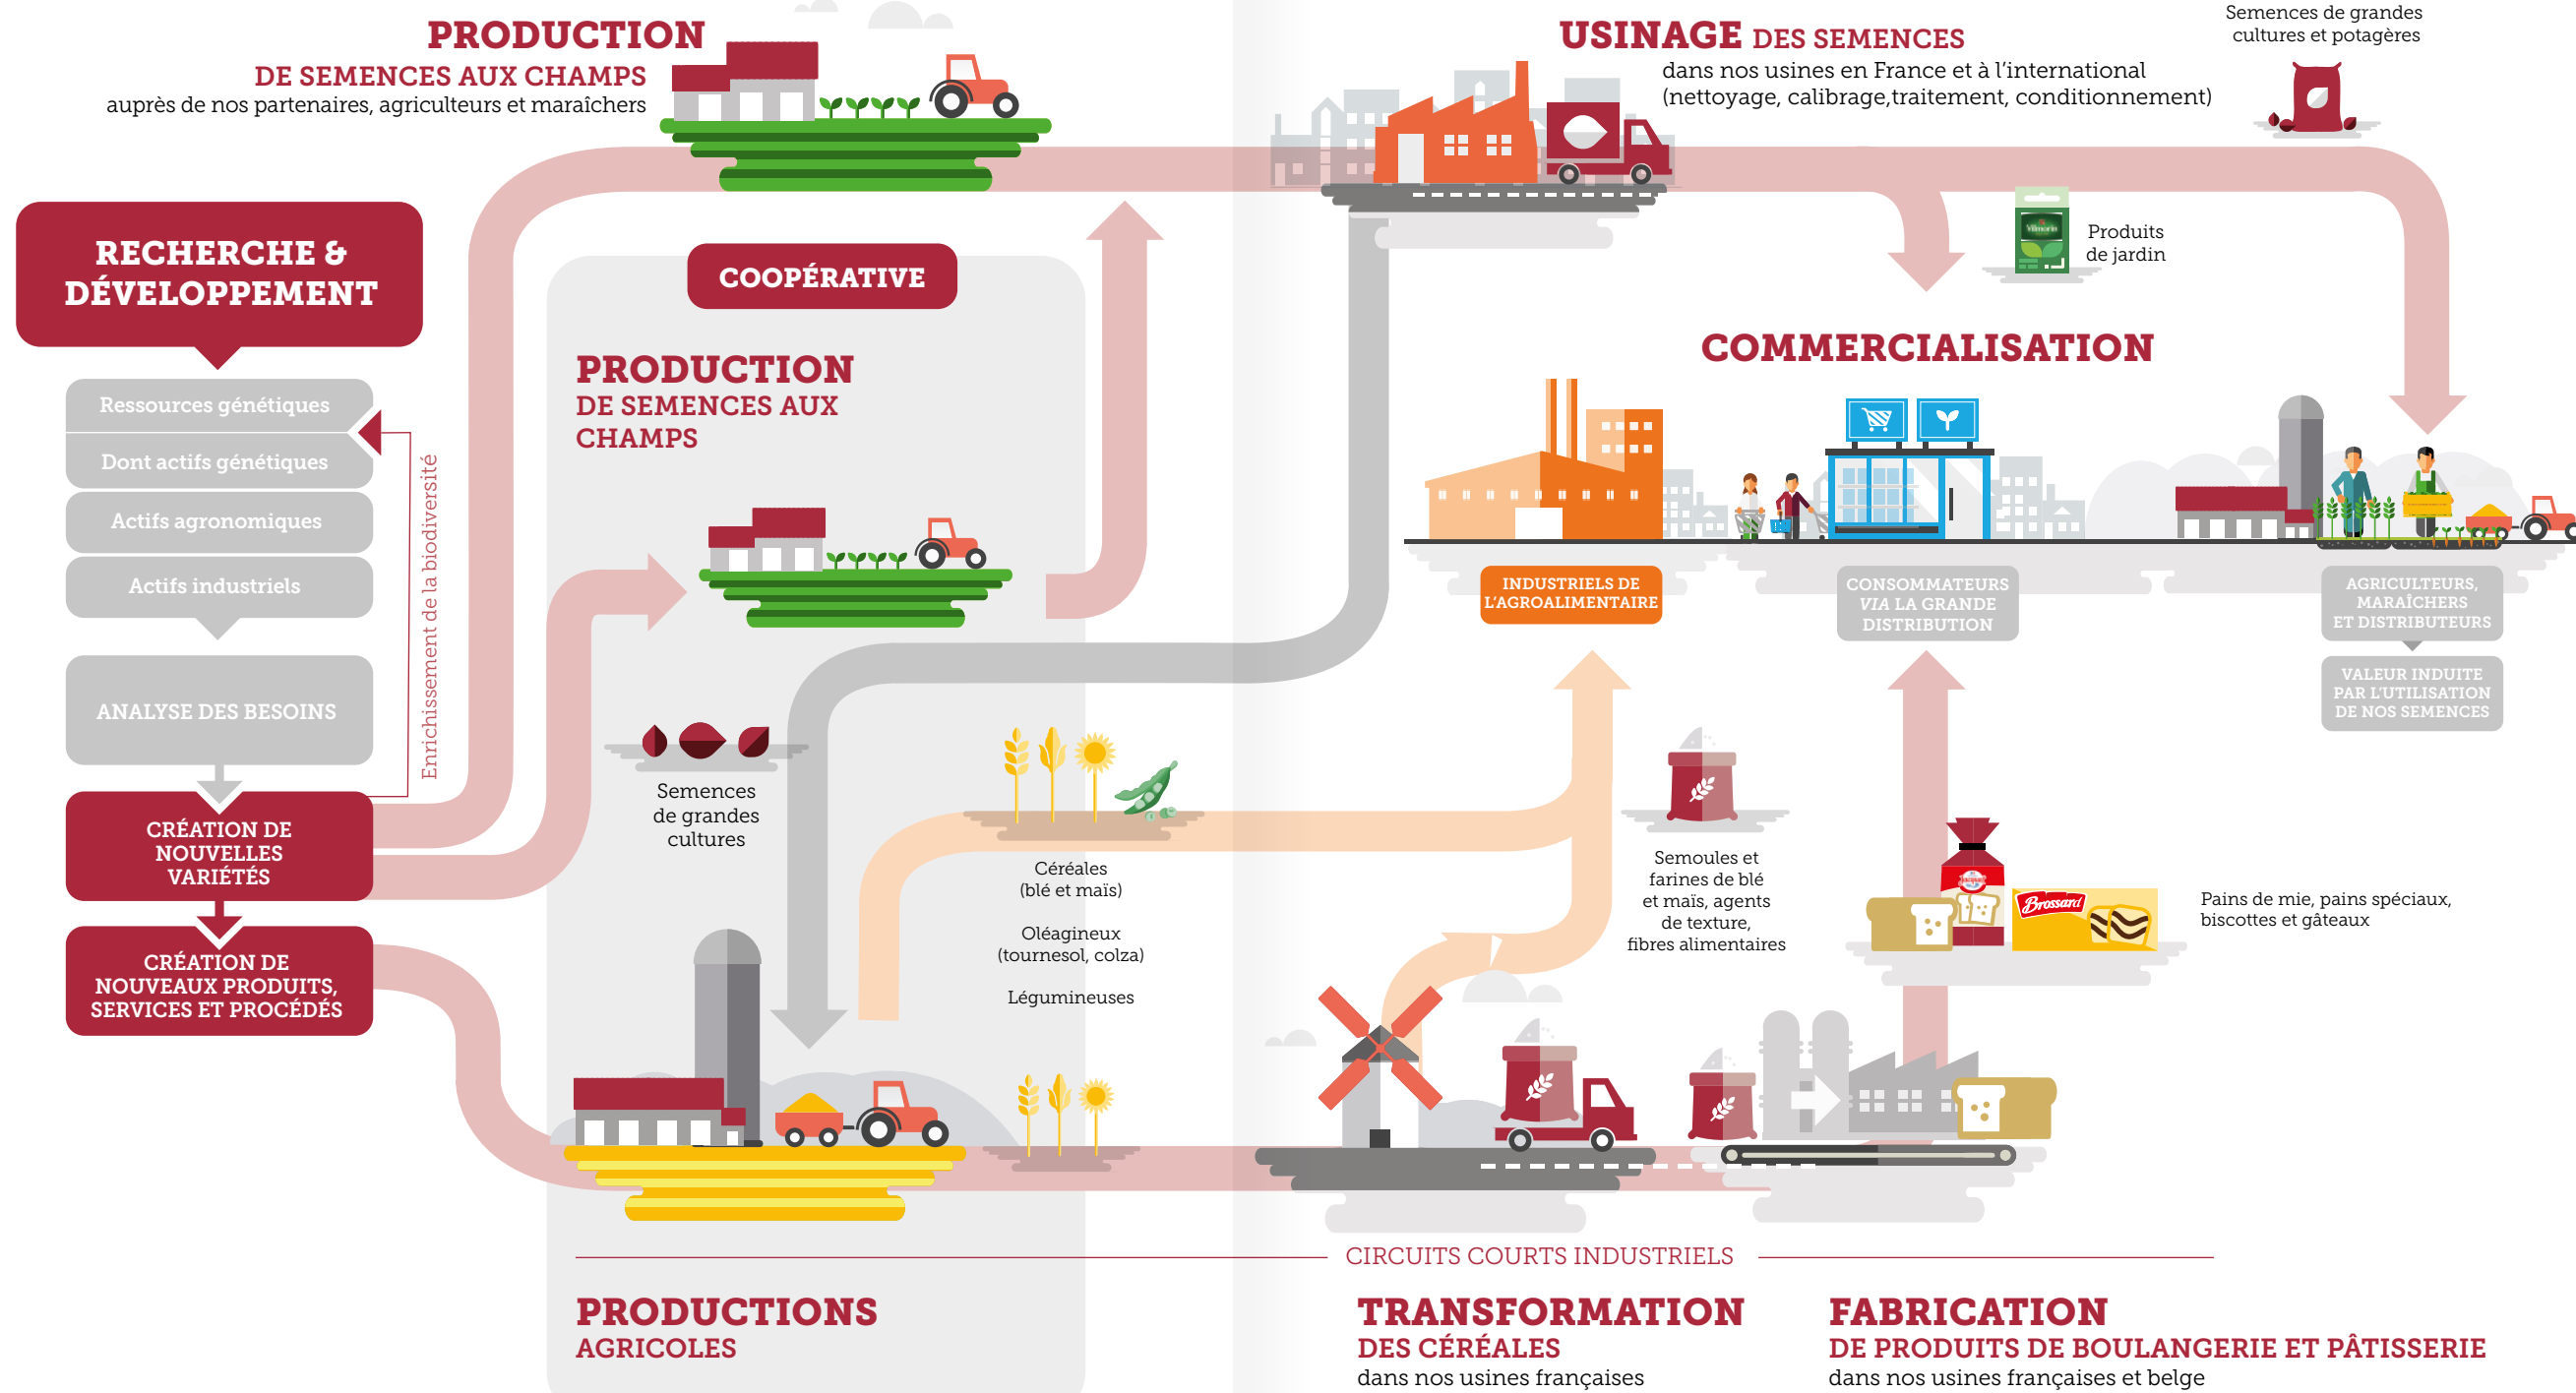 PRODUCTION
DE SEMENCES AUX CHAMPS
auprès de nos partenaires, agriculteurs et maraîchers
USINAGE DES SEMENCES
dans nos usines en France et à l'international
(nettoyage, calibrage,traitement, conditionnement)
Semences de grandes
cultures et potagères
RECHERCHE &
DÉVELOPPEMENT
Ressources génétiques
Dont actifs génétiques
Actifs agronomiques
Actifs industriels
ANALYSE DES BESOINS
Enrichissement de la biodiversité
CRÉATION DE
NOUVELLES
VARIÉTÉS
CRÉATION DE
NOUVEAUX PRODUITS,
SERVICES ET PROCÉDÉS
COOPÉRATIVE
PRODUCTION
DE SEMENCES AUX
CHAMPS
Semences
de grandes
cultures
Céréales
(blé et maïs)
Oléagineux
(tournesol, colza)
Légumineuses
Vilmorin
Produits
de jardin
COMMERCIALISATION
INDUSTRIELS DE
L'AGROALIMENTAIRE
CONSOMMATEURS
VIA LA GRANDE
DISTRIBUTION
AGRICULTEURS,
MARAÎCHERS
ET DISTRIBUTEURS
VALEUR INDUITE
PAR L'UTILISATION
DE NOS SEMENCES
Semoules et
farines de blé
et maïs, agents
de texture,
fibres alimentaires
Brossard
Pains de mie, pains spéciaux,
biscottes et gâteaux
CIRCUITS COURTS INDUSTRIELS
PRODUCTIONS
AGRICOLES
TRANSFORMATION
DES CÉRÉALES
dans nos usines françaises
FABRICATION
DE PRODUITS DE BOULANGERIE ET PÂTISSERIE
dans nos usines françaises et belge